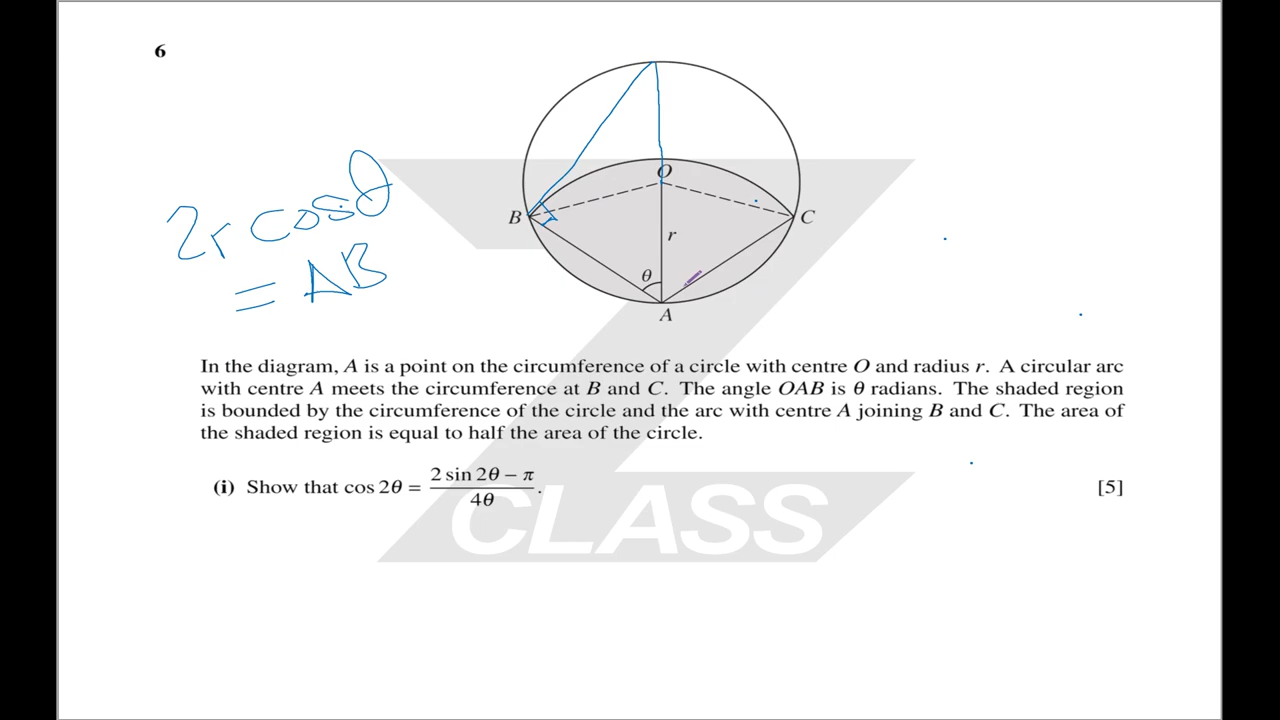 6
2r cosθ
= AB
O
B
C
r
θ
A
In the diagram, A is a point on the circumference of a circle with centre O and radius r. A circular arc
with centre A meets the circumference at B and C. The angle OAB is θ radians. The shaded region
is bounded by the circumference of the circle and the arc with centre A joining B and C. The area of
the shaded region is equal to half the area of the circle.
(i) Show that cos 2θ = (2 sin 2θ − π)/4θ. [5]
Z
CLASS